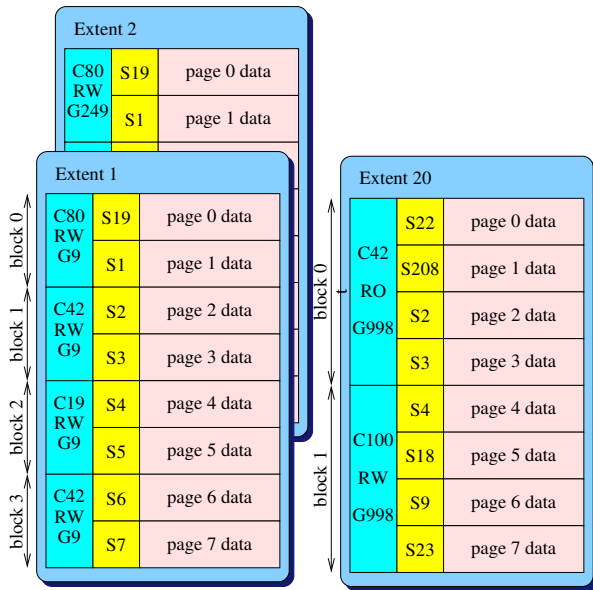 Extent 2
C80
RW
G249
S19
page 0 data
S1
page 1 data
Extent 1
block 0
C80
RW
G9
S19
page 0 data
S1
page 1 data
block 1
C42
RW
G9
S2
page 2 data
S3
page 3 data
block 2
C19
RW
G9
S4
page 4 data
S5
page 5 data
block 3
C42
RW
G9
S6
page 6 data
S7
page 7 data
Extent 20
block 0
t
C42
RO
G998
S22
page 0 data
S208
page 1 data
S2
page 2 data
S3
page 3 data
block 1
C100
RW
G998
S4
page 4 data
S18
page 5 data
S9
page 6 data
S23
page 7 data